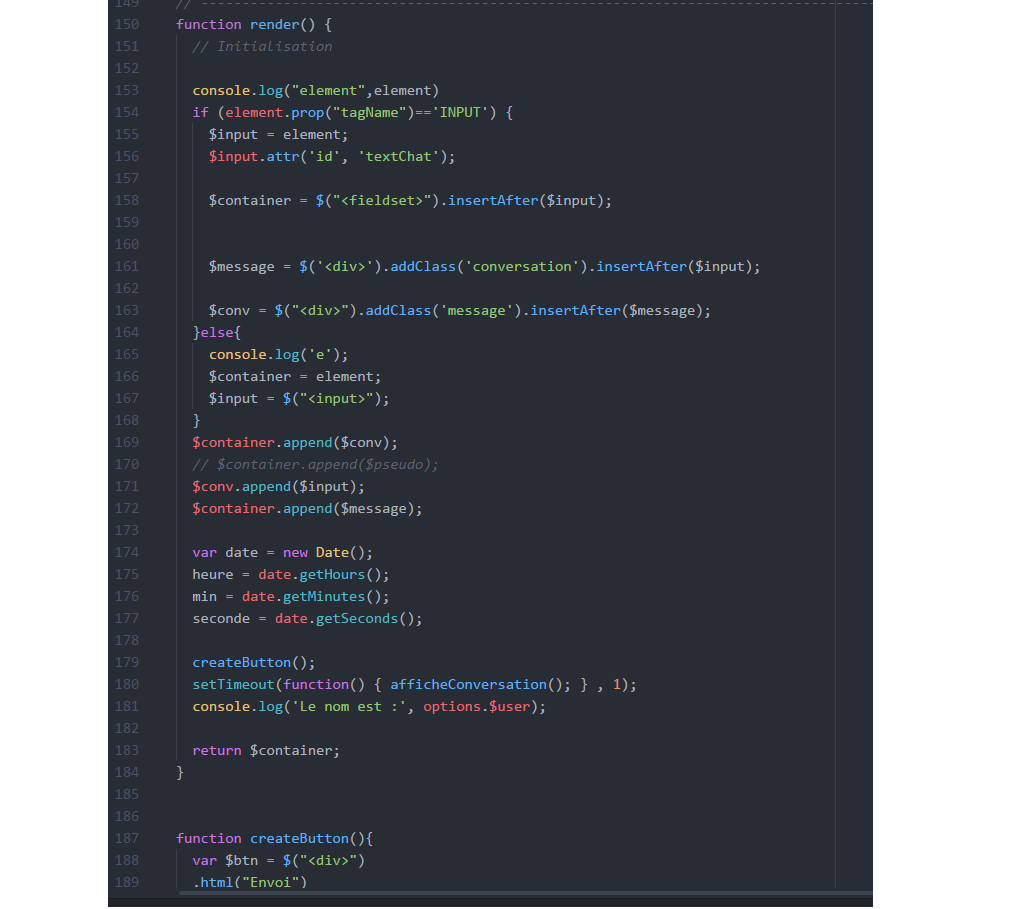 149 // --------------------------------------------------------------------------------
150 function render() {
151 // Initialisation
152
153 console.log("element",element)
154 if (element.prop("tagName")=='INPUT') {
155 $input = element;
156 $input.attr('id', 'textChat');
157
158 $container = $("<fieldset>").insertAfter($input);
159
160
161 $message = $('<div>').addClass('conversation').insertAfter($input);
162
163 $conv = $("<div>").addClass('message').insertAfter($message);
164 }else{
165 console.log('e');
166 $container = element;
167 $input = $("<input>");
168 }
169 $container.append($conv);
170 // $container.append($pseudo);
171 $conv.append($input);
172 $container.append($message);
173
174 var date = new Date();
175 heure = date.getHours();
176 min = date.getMinutes();
177 seconde = date.getSeconds();
178
179 createButton();
180 setTimeout(function() { afficheConversation(); } , 1);
181 console.log('Le nom est :', options.$user);
182
183 return $container;
184 }
185
186
187 function createButton(){
188 var $btn = $("<div>")
189 .html("Envoi")